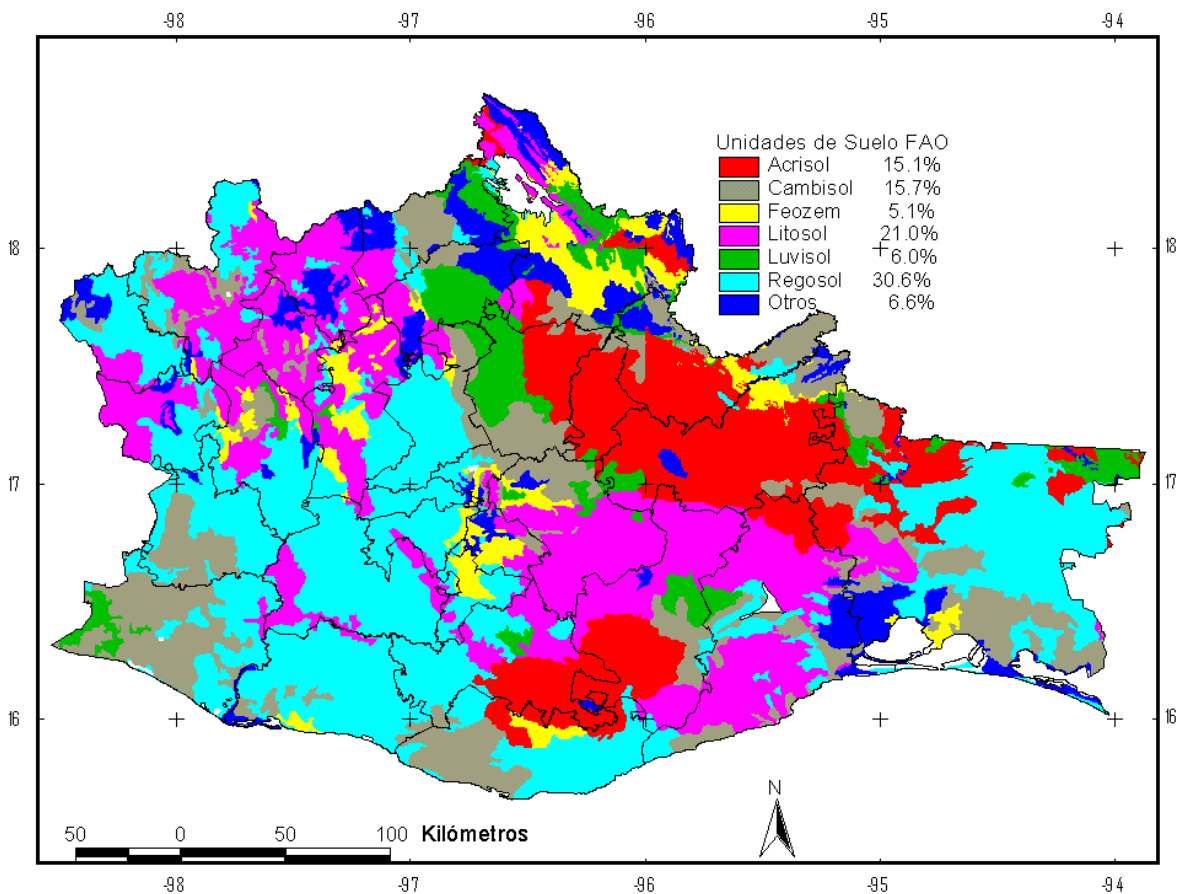 -98 -97 -96 -95 -94
Unidades de Suelo FAO
Acrisol 15.1%
Cambisol 15.7%
Feozem 5.1%
Litosol 21.0%
Luvisol 6.0%
Regosol 30.6%
Otros 6.6%
18 18
17 17
16 16
N
50 0 50 100 Kilómetros
-98 -97 -96 -95 -94